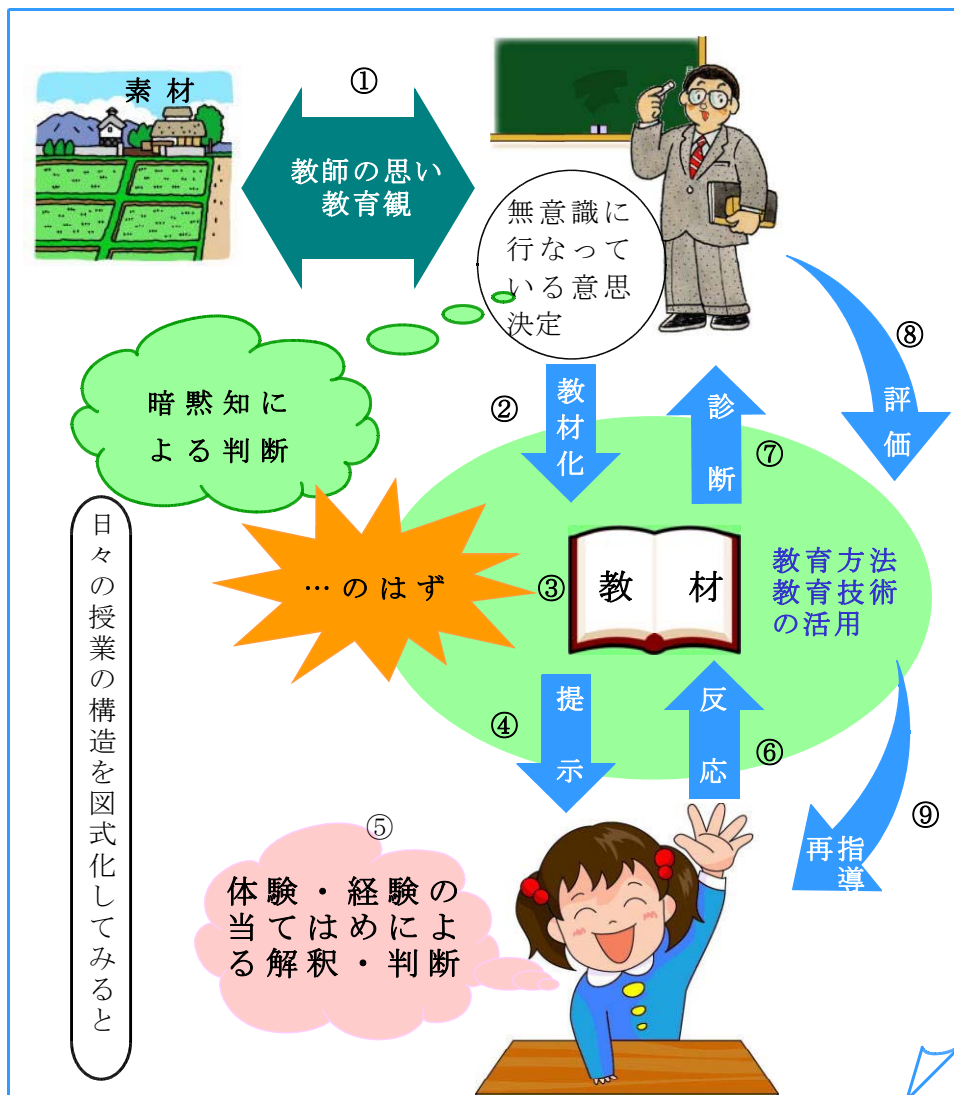 素材
①
教師の思い
教育観
無意識に
行なって
いる意思
決定
暗黙知に
よる判断
②
教材化
診断
⑦
⑧
評価
…のはず
③
教材
教育方法
教育技術
の活用
④
提示
反応
⑥
⑤
体験・経験の
当てはめによ
る解釈・判断
⑨
再指導
日々の授業の構造を図式化してみると